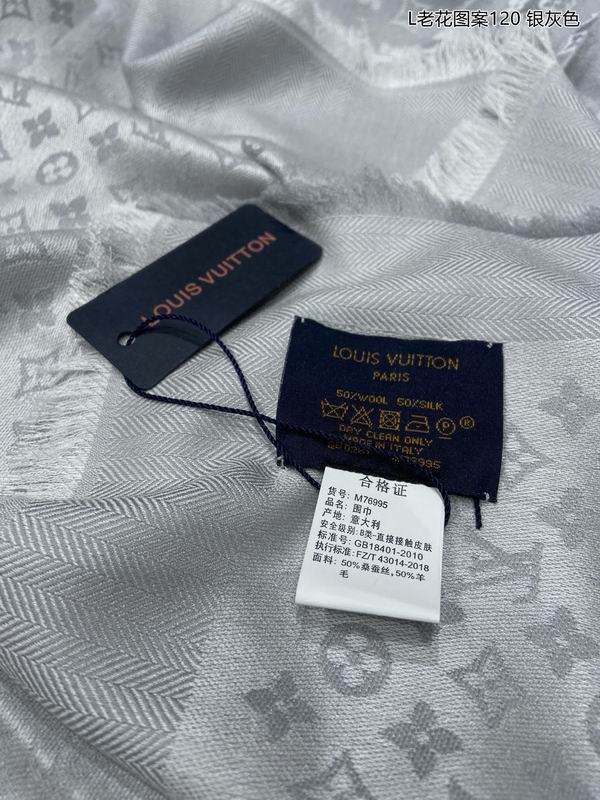 L老花图案120 银灰色
LOUIS VUITTON
LOUIS VUITTON
PARIS
50%WOOL 50%SILK
DRY CLEAN ONLY
MADE IN ITALY
M76995
合格证
货号: M76995
品名: 围巾
产地: 意大利
安全级别: B类-直接接触皮肤
标准号: GB18401-2010
执行标准: FZ/T 43014-2018
面料: 50%桑蚕丝, 50%羊
毛